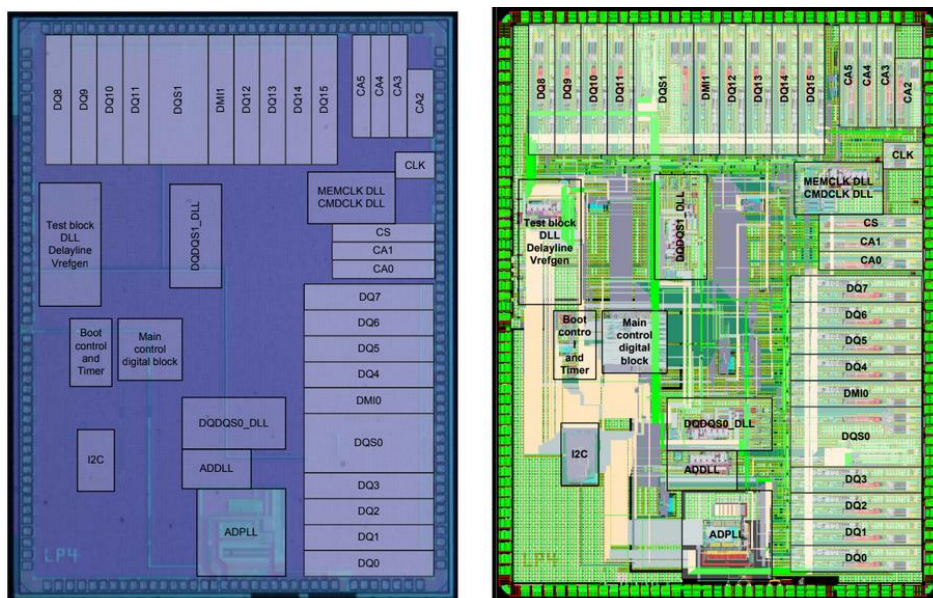 DQ8
DQ9
DQ10
DQ11
DQS1
DMI1
DQ12
DQ13
DQ14
DQ15
CA5
CA4
CA3
CA2
CLK
MEMCLK DLL
CMDCLK DLL
Test block
DLL
Delayline
Vrefgen
DQDQS1_DLL
CS
CA1
CA0
DQ7
DQ6
DQ5
DQ4
DMI0
DQS0
DQ3
DQ2
DQ1
DQ0
Boot
control
and
Timer
Main
control
digital block
DQDQS0_DLL
I2C
ADDLL
ADPLL
LP4
DQ8
DQ9
DQ10
DQ11
DQS1
DMI1
DQ12
DQ13
DQ14
DQ15
CA5
CA4
CA3
CA2
CLK
MEMCLK DLL
CMDCLK DLL
Test block
DLL
Delayline
Vrefgen
DQDQS1_DLL
CS
CA1
CA0
DQ7
DQ6
DQ5
DQ4
DMI0
DQS0
DQ3
DQ2
DQ1
DQ0
Boot
contro
l
and
Timer
Main
control
digital
block
DQDQS0_DLL
I2C
ADDLL
ADPLL
LP4